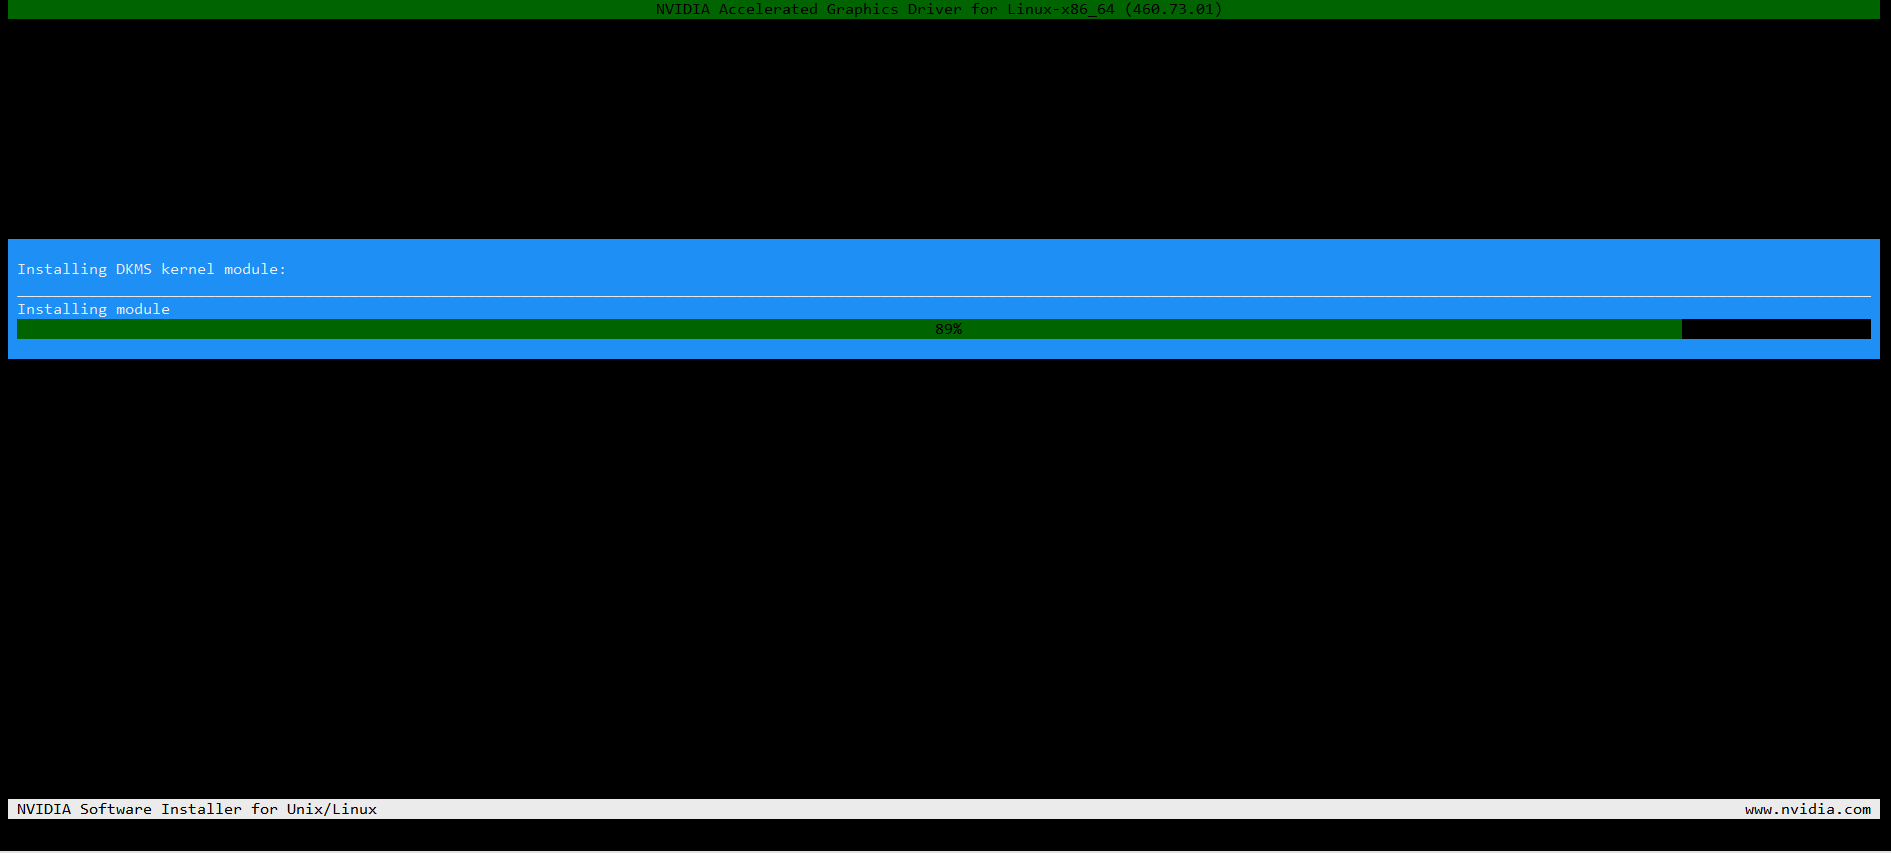 NVIDIA Accelerated Graphics Driver for Linux-x86_64 (460.73.01)
Installing DKMS kernel module:
Installing module
89%
NVIDIA Software Installer for Unix/Linux www.nvidia.com